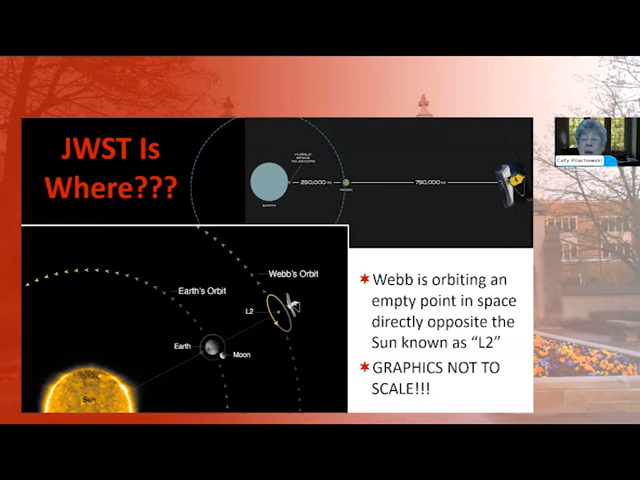 JWST Is
Where???
HUBBLE
SPACE
TELESCOPE
250,000
EARTH
MOON
750,000
Caty Pilachowski
Webb's Orbit
Earth's Orbit
L2
Earth
Moon
Sun
Webb is orbiting an
empty point in space
directly opposite the
Sun known as "L2"
GRAPHICS NOT TO
SCALE!!!